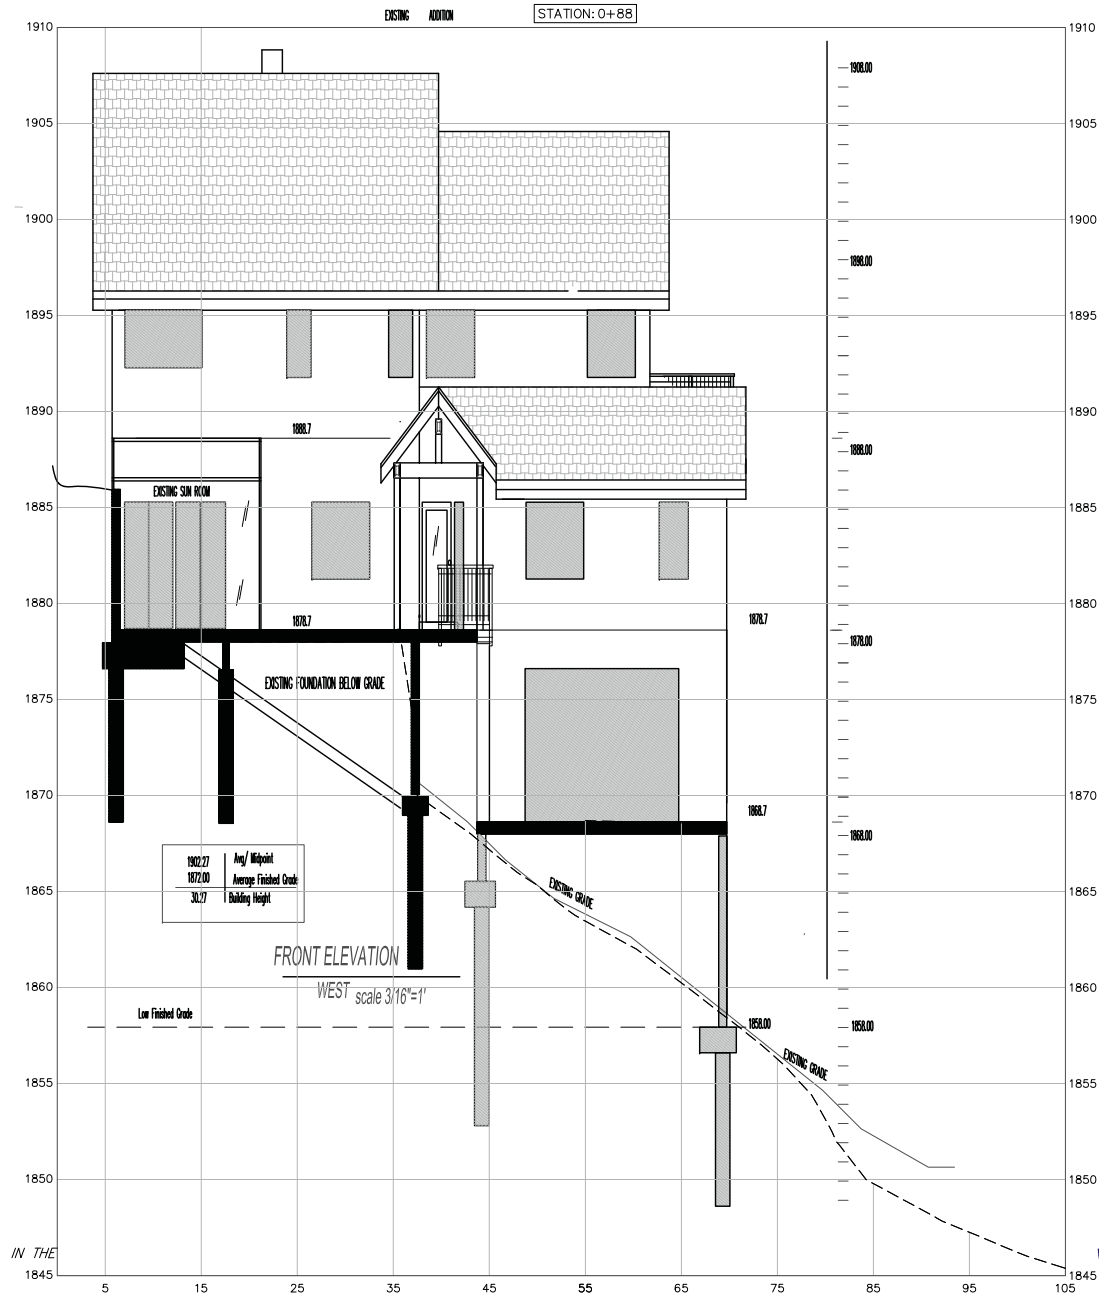 EXISTING ADDITION
STATION: 0+88
1910 1910
1908.00
1905 1905
1900 1900
1898.00
1895 1895
1890 1890
1888.7
1888.00
EXISTING SUN ROOM
1885 1885
1880 1880
1878.7 1878.7
1878.00
EXISTING FOUNDATION BELOW GRADE
1875 1875
1870 1870
1868.7
1868.00
1902.27 Avg/ Midpoint
1872.00 Average Finished Grade
30.27 Building Height
1865 1865
EXISTING GRADE
FRONT ELEVATION
WEST scale 3/16"=1'
1860 1860
Low Finished Grade
1858.00 1858.00
EXISTING GRADE
1855 1855
1850 1850
IN THE
1845 1845
5 15 25 35 45 55 65 75 85 95 105